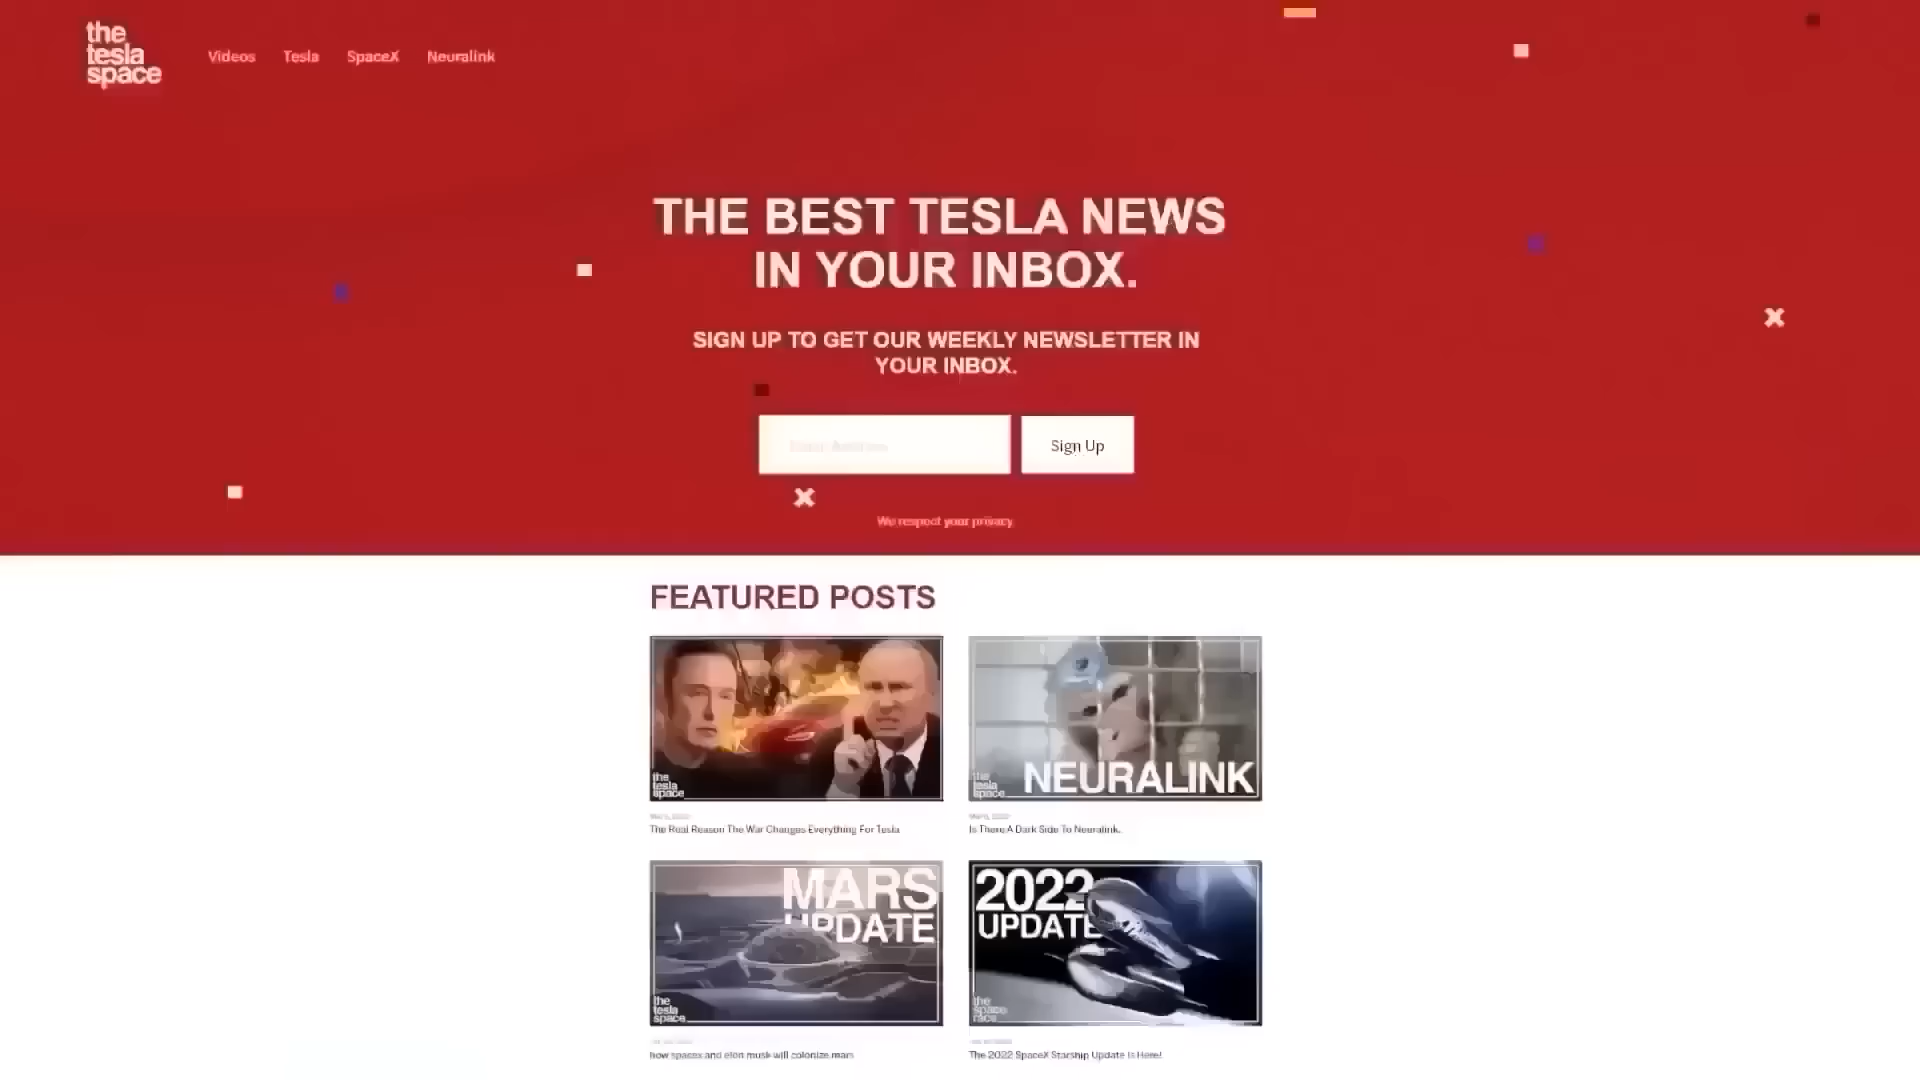 the
tesla
space
Videos
Tesla
SpaceX
Neuralink
THE BEST TESLA NEWS
IN YOUR INBOX.
SIGN UP TO GET OUR WEEKLY NEWSLETTER IN
YOUR INBOX.
Sign Up
We respect your privacy
FEATURED POSTS
the
tesla
space
The Real Reason The War Changes Everything For Tesla
the
tesla
space
NEURALINK
Is There A Dark Side To Neuralink.
MARS
UPDATE
the
tesla
space
how spacex and elon musk will colonize mars
2022
UPDATE
the
space
race
The 2022 SpaceX Starship Update Is Here!